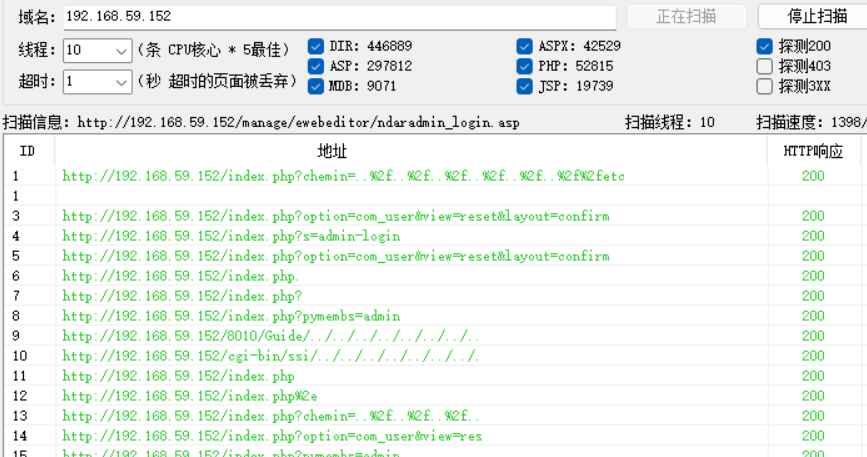 域名: 192.168.59.152 正在扫描 停止扫描
线程: 10 (条 CPU核心 * 5最佳) DIR: 446889 ASPX: 42529 探测200
ASP: 297812 PHP: 52815 探测403
超时: 1 (秒 超时的页面被丢弃) MDB: 9071 JSP: 19739 探测3XX
扫描信息: http://192.168.59.152/manage/ewebeditor/ndaradmin_login.asp 扫描线程: 10 扫描速度: 1398/
ID 地址 HTTP响应
1 http://192.168.59.152/index.php?chemin=..%2f..%2f..%2f..%2f..%2f..%2f%2fetc 200
1
3 http://192.168.59.152/index.php?option=com_user&view=reset&layout=confirm 200
4 http://192.168.59.152/index.php?s=admin-login 200
5 http://192.168.59.152/index.php?option=com_user&view=reset&layout=confirm 200
6 http://192.168.59.152/index.php. 200
7 http://192.168.59.152/index.php? 200
8 http://192.168.59.152/index.php?pymembs=admin 200
9 http://192.168.59.152/8010/Guide/../../../../../../../.. 200
10 http://192.168.59.152/cgi-bin/ssi/../../../../../../../. 200
11 http://192.168.59.152/index.php 200
12 http://192.168.59.152/index.php%2e 200
13 http://192.168.59.152/index.php?chemin=..%2f..%2f..%2f.. 200
14 http://192.168.59.152/index.php?option=com_user&view=res 200
15 http://192.168.59.152/index.php?pymembs=admin 200